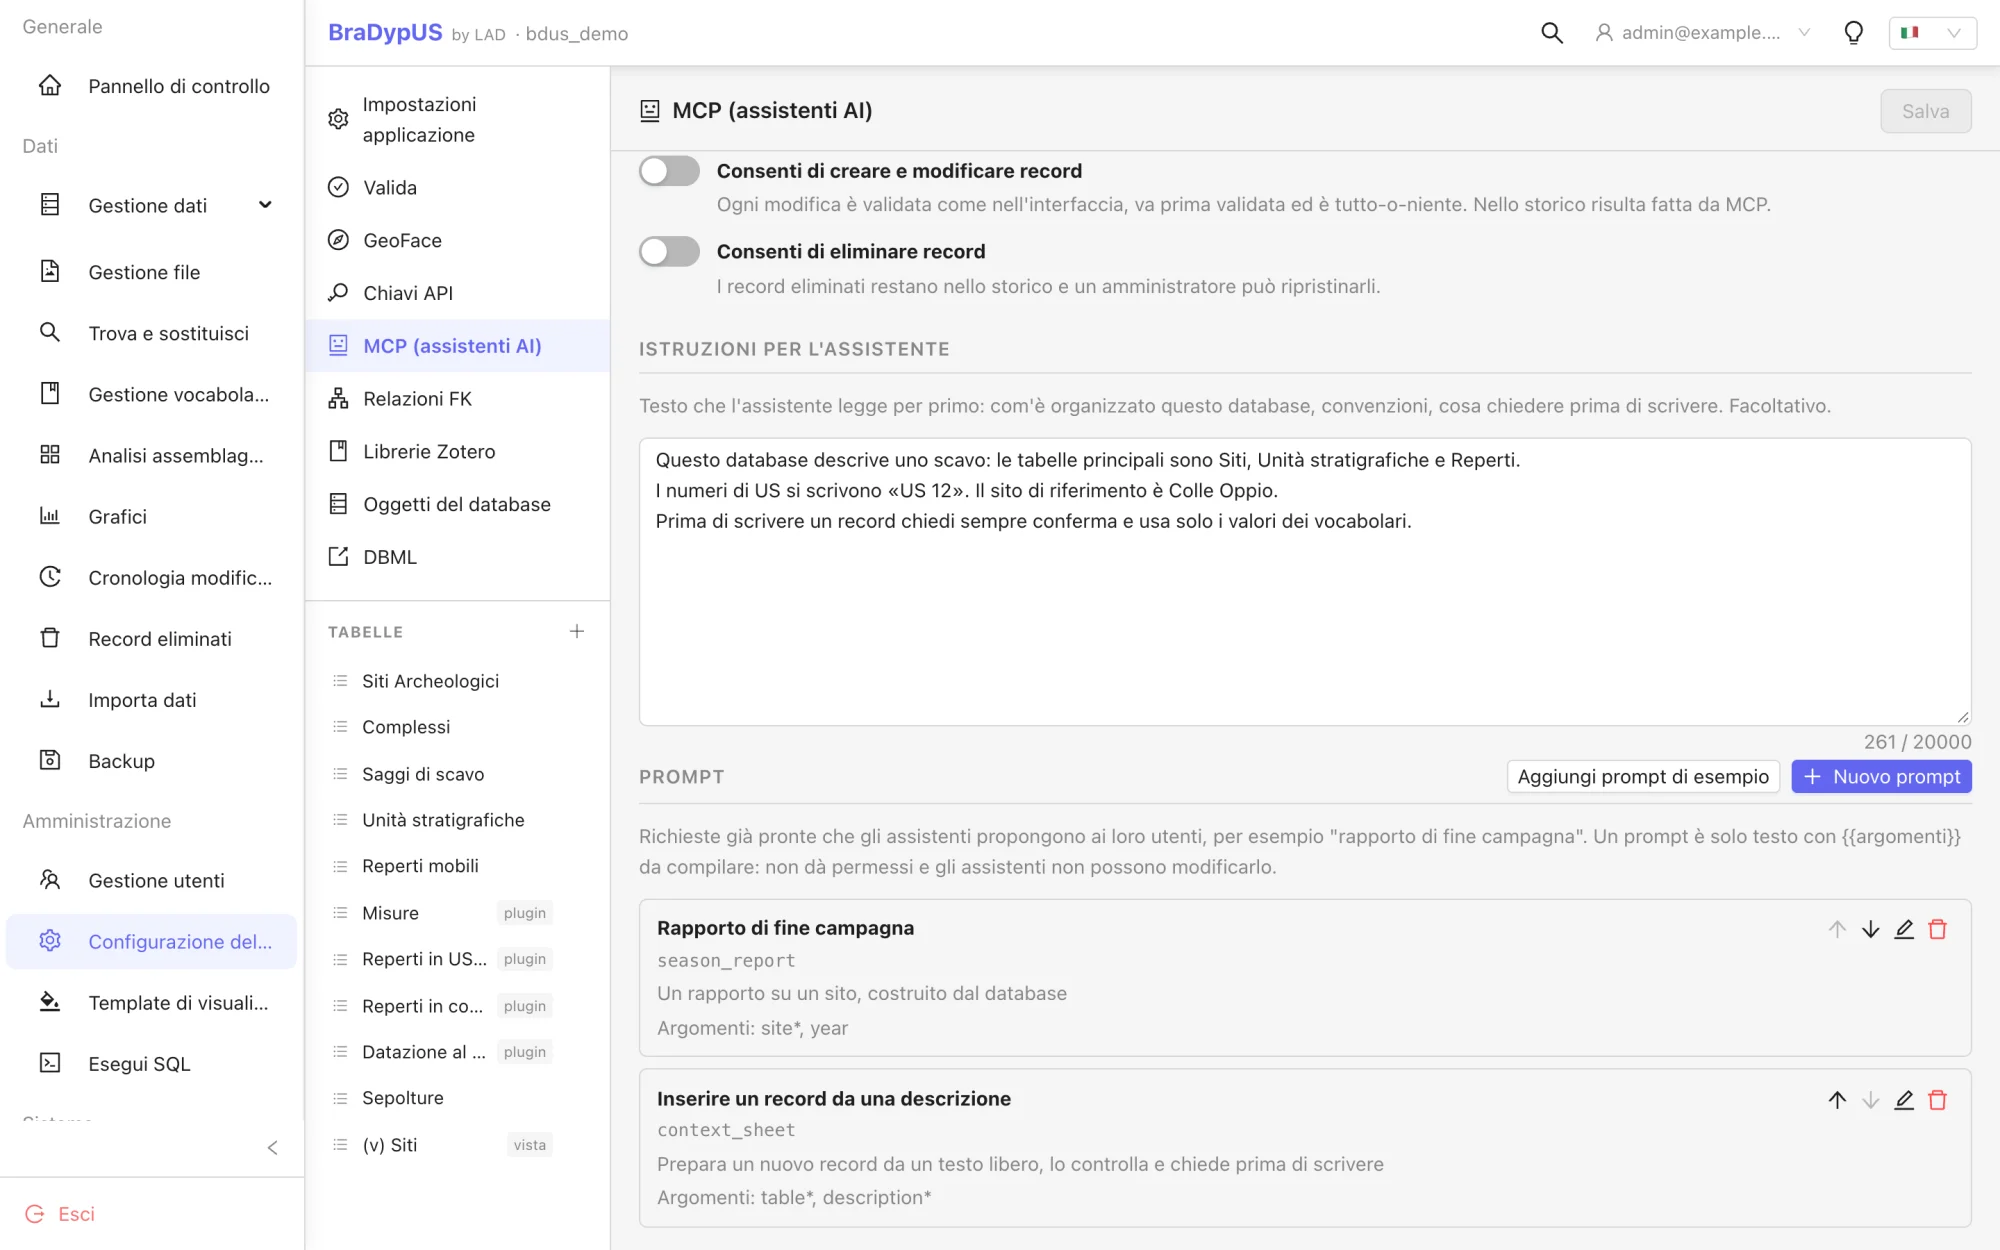 Generale
Pannello di controllo
Dati
Gestione dati
Gestione file
Trova e sostituisci
Gestione vocabola...
Analisi assemblag...
Grafici
Cronologia modific...
Record eliminati
Importa dati
Backup
Amministrazione
Gestione utenti
Configurazione del...
Template di visuali...
Esegui SQL
Esci
BraDypUS by LAD · bdus_demo
admin@example....
Impostazioni
applicazione
Valida
GeoFace
Chiavi API
MCP (assistenti AI)
Relazioni FK
Librerie Zotero
Oggetti del database
DBML
TABELLE
Siti Archeologici
Complessi
Saggi di scavo
Unità stratigrafiche
Reperti mobili
Misure plugin
Reperti in US... plugin
Reperti in co... plugin
Datazione al ... plugin
Sepolture
(v) Siti vista
MCP (assistenti AI)
Salva
Consenti di creare e modificare record
Ogni modifica è validata come nell'interfaccia, va prima validata ed è tutto-o-niente. Nello storico risulta fatta da MCP.
Consenti di eliminare record
I record eliminati restano nello storico e un amministratore può ripristinarli.
ISTRUZIONI PER L'ASSISTENTE
Testo che l'assistente legge per primo: com'è organizzato questo database, convenzioni, cosa chiedere prima di scrivere. Facoltativo.
Questo database descrive uno scavo: le tabelle principali sono Siti, Unità stratigrafiche e Reperti.
I numeri di US si scrivono «US 12». Il sito di riferimento è Colle Oppio.
Prima di scrivere un record chiedi sempre conferma e usa solo i valori dei vocabolari.
261 / 20000
PROMPT
Aggiungi prompt di esempio
Nuovo prompt
Richieste già pronte che gli assistenti propongono ai loro utenti, per esempio "rapporto di fine campagna". Un prompt è solo testo con {{argomenti}}
da compilare: non dà permessi e gli assistenti non possono modificarlo.
Rapporto di fine campagna
season_report
Un rapporto su un sito, costruito dal database
Argomenti: site*, year
Inserire un record da una descrizione
context_sheet
Prepara un nuovo record da un testo libero, lo controlla e chiede prima di scrivere
Argomenti: table*, description*